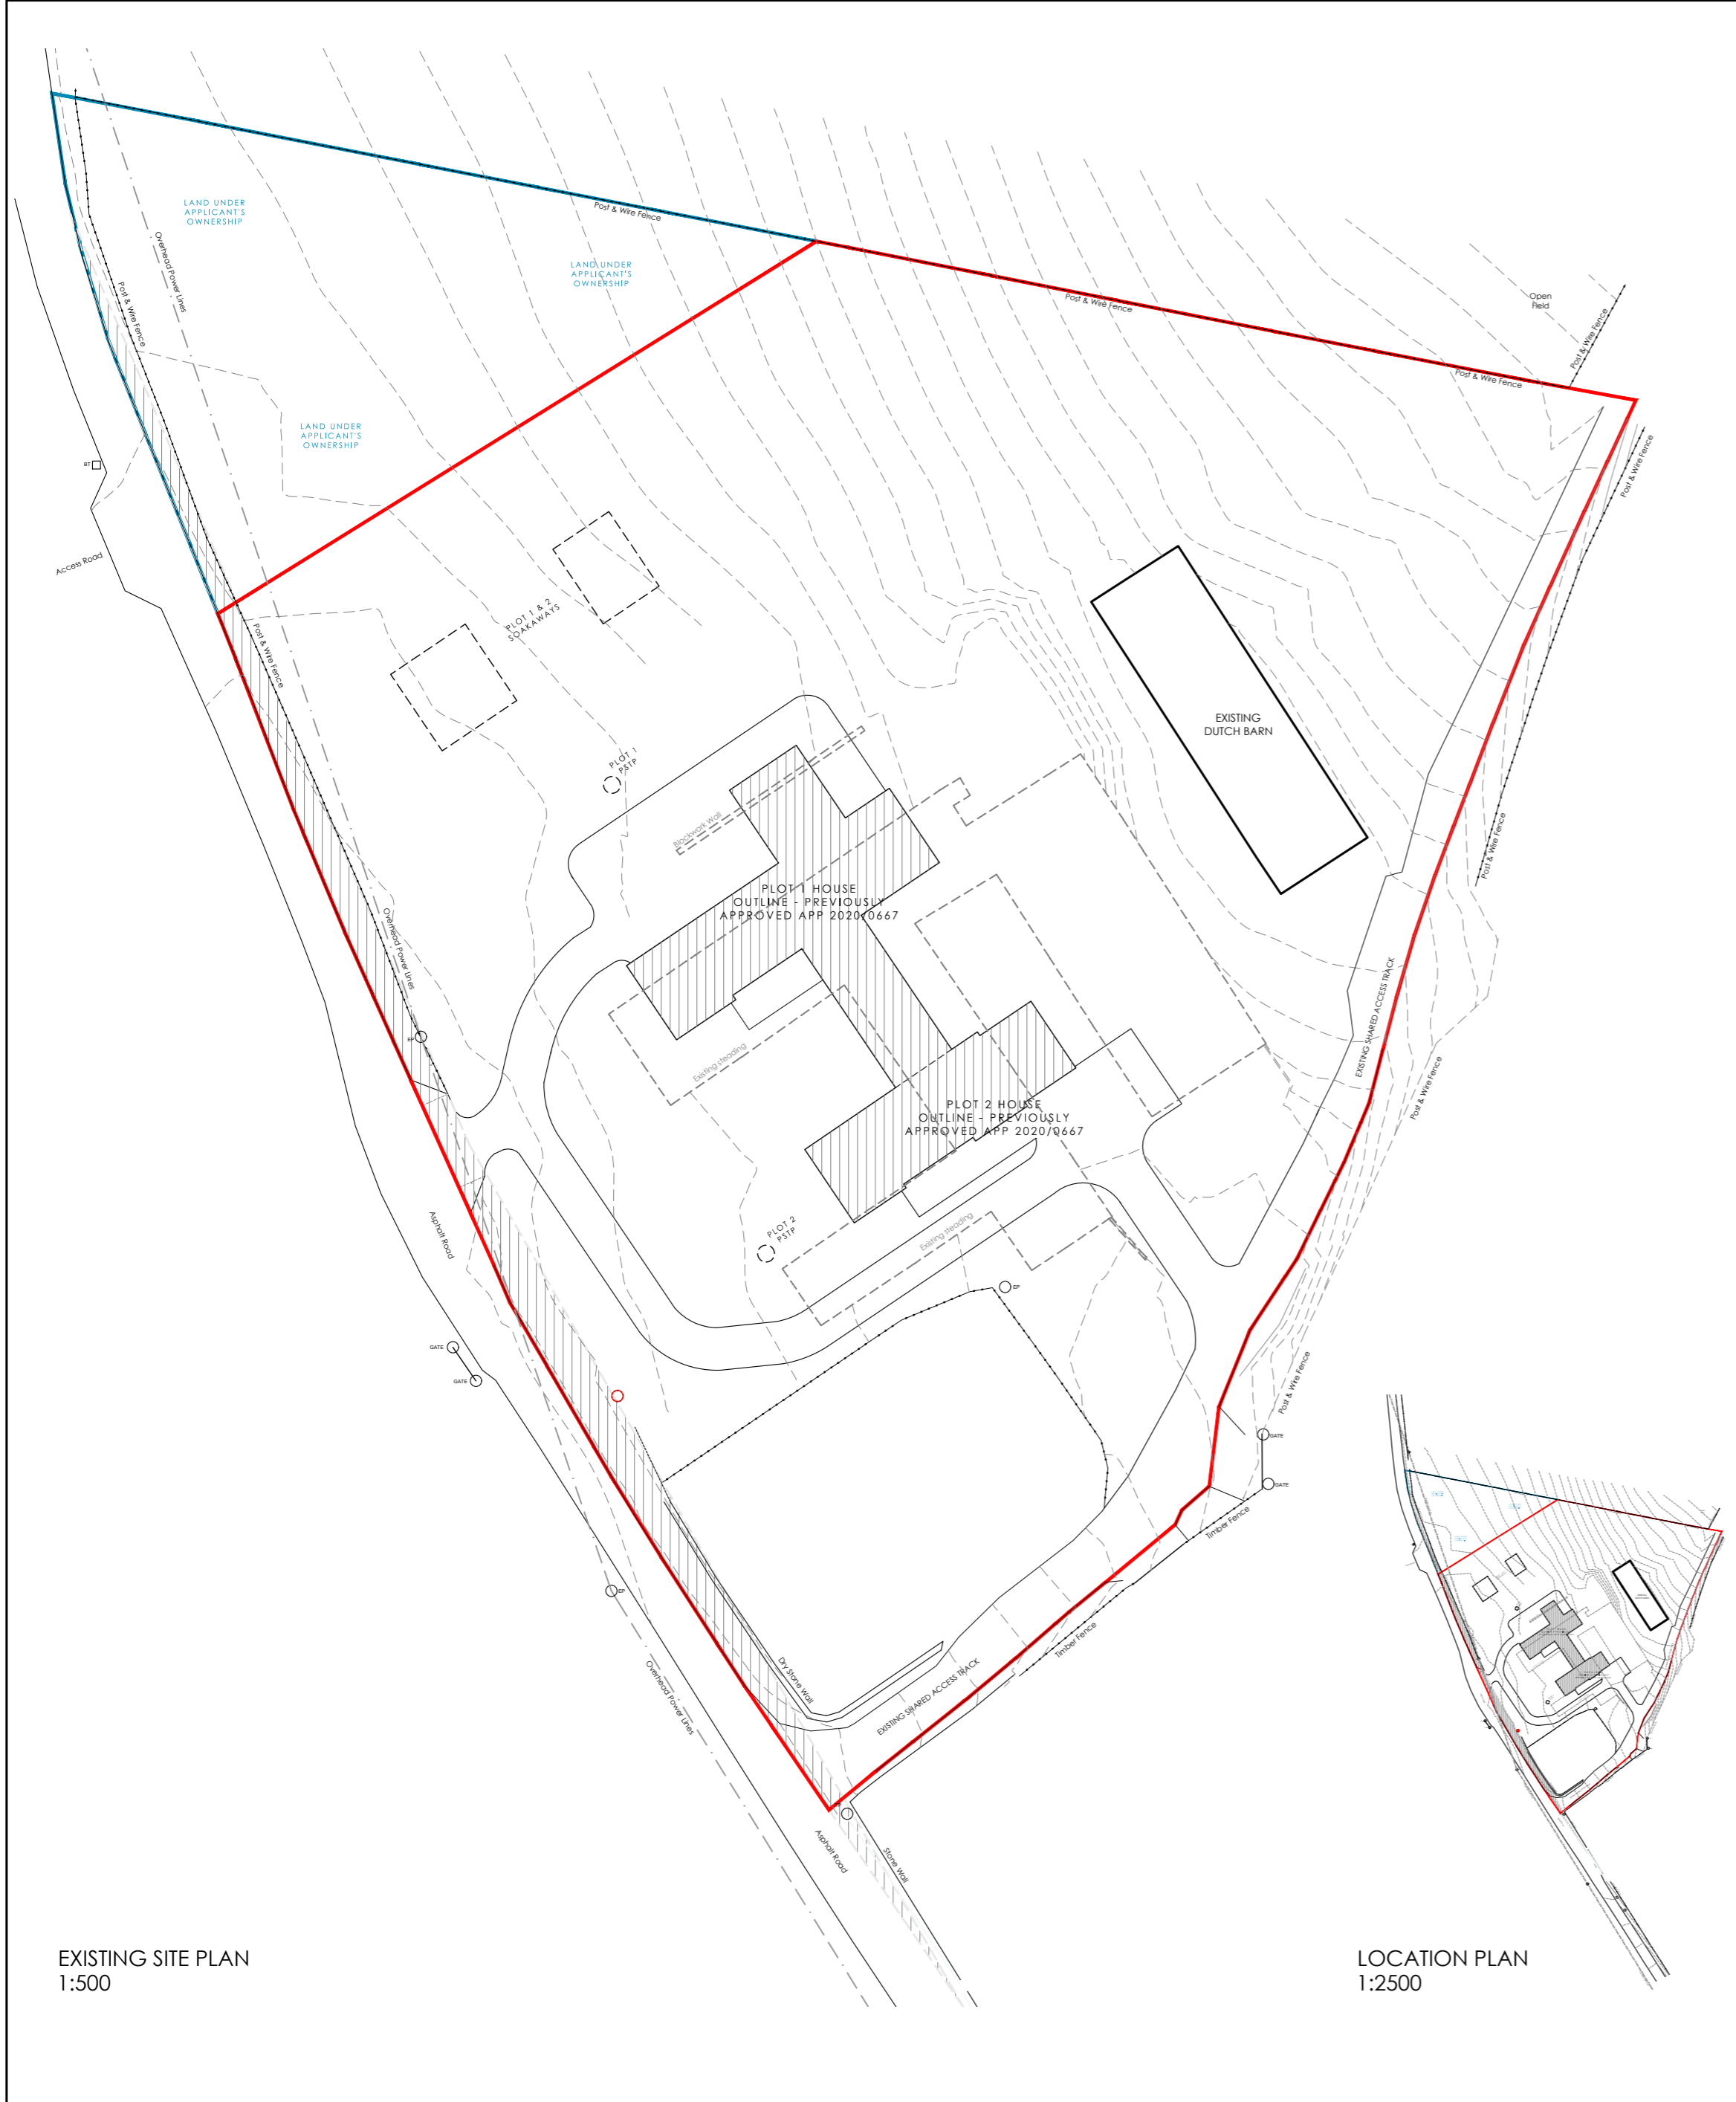 LAND UNDER
APPLICANT'S
OWNERSHIP
Overhead Power Lines
Post & Wire Fence
Post & Wire Fence
LAND UNDER
APPLICANT'S
OWNERSHIP
Post & Wire Fence
Open
Field
Post & Wire Fence
Post & Wire Fence
LAND UNDER
APPLICANT'S
OWNERSHIP
BT
Access Road
Post & Wire Fence
PLOT 1 & 2
SOAKAWAYS
Post & Wire Fence
EXISTING
DUTCH BARN
PLOT 1
PSTP
Blockwork Wall
Post & Wire Fence
PLOT 1 HOUSE
OUTLINE - PREVIOUSLY
APPROVED APP 2020/0667
Overhead Power Lines
EP
EXISTING SHARED ACCESS TRACK
Existing steading
Post & Wire Fence
PLOT 2 HOUSE
OUTLINE - PREVIOUSLY
APPROVED APP 2020/0667
Asphalt Road
PLOT 2
PSTP
Existing steading
EP
GATE
GATE
Post & Wire Fence
GATE
GATE
Timber Fence
EP
Timber Fence
Dry Stone Wall
Overhead Power Lines
EXISTING SHARED ACCESS TRACK
Asphalt Road
Stone Wall
EXISTING SITE PLAN
1:500
LOCATION PLAN
1:2500